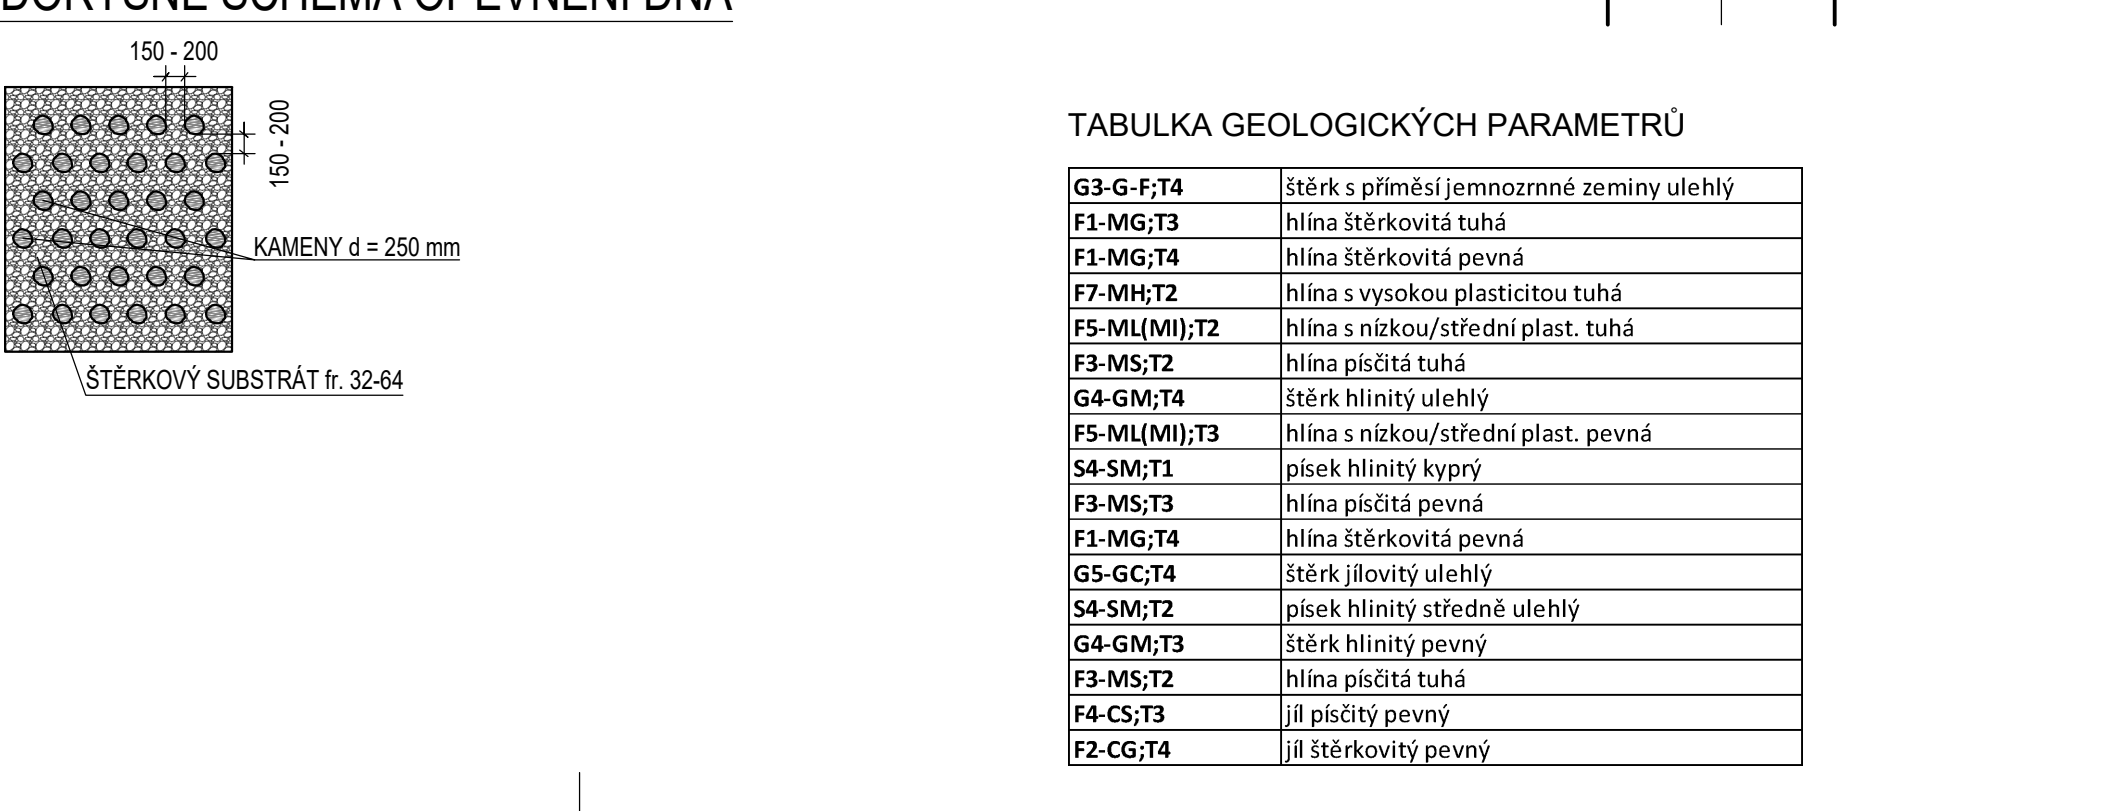 SCHÉMA OPEVNĚNÍ DNA
150 - 200
150 - 200
KAMENY d = 250 mm
ŠTĚRKOVÝ SUBSTRÁT fr. 32-64
TABULKA GEOLOGICKÝCH PARAMETRŮ
G3-G-F;T4 štěrk s příměsí jemnozrnné zeminy ulehlý
F1-MG;T3 hlína štěrkovitá tuhá
F1-MG;T4 hlína štěrkovitá pevná
F7-MH;T2 hlína s vysokou plasticitou tuhá
F5-ML(MI);T2 hlína s nízkou/střední plast. tuhá
F3-MS;T2 hlína písčitá tuhá
G4-GM;T4 štěrk hlinitý ulehlý
F5-ML(MI);T3 hlína s nízkou/střední plast. pevná
S4-SM;T1 písek hlinitý kyprý
F3-MS;T3 hlína písčitá pevná
F1-MG;T4 hlína štěrkovitá pevná
G5-GC;T4 štěrk jílovitý ulehlý
S4-SM;T2 písek hlinitý středně ulehlý
G4-GM;T3 štěrk hlinitý pevný
F3-MS;T2 hlína písčitá tuhá
F4-CS;T3 jíl písčitý pevný
F2-CG;T4 jíl štěrkovitý pevný